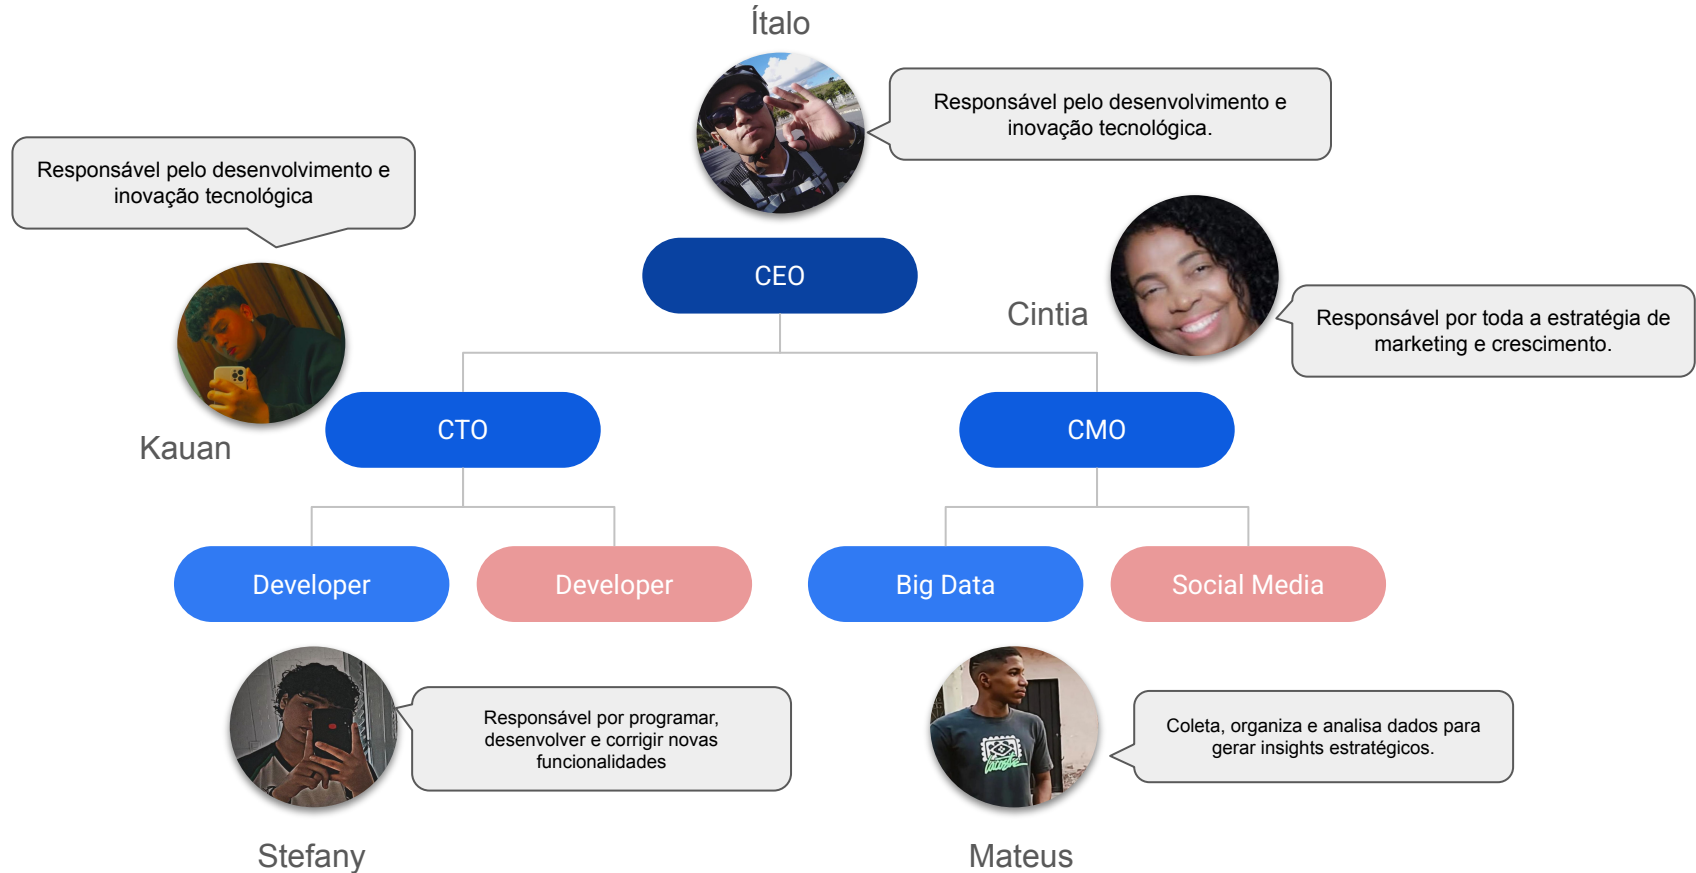 Ítalo
Responsável pelo desenvolvimento e
inovação tecnológica.
Responsável pelo desenvolvimento e
inovação tecnológica
CEO
Cintia
Responsável por toda a estratégia de
marketing e crescimento.
Kauan
CTO
CMO
Developer
Developer
Big Data
Social Media
Responsável por programar,
desenvolver e corrigir novas
funcionalidades
Coleta, organiza e analisa dados para
gerar insights estratégicos.
lacoste
Stefany
Mateus